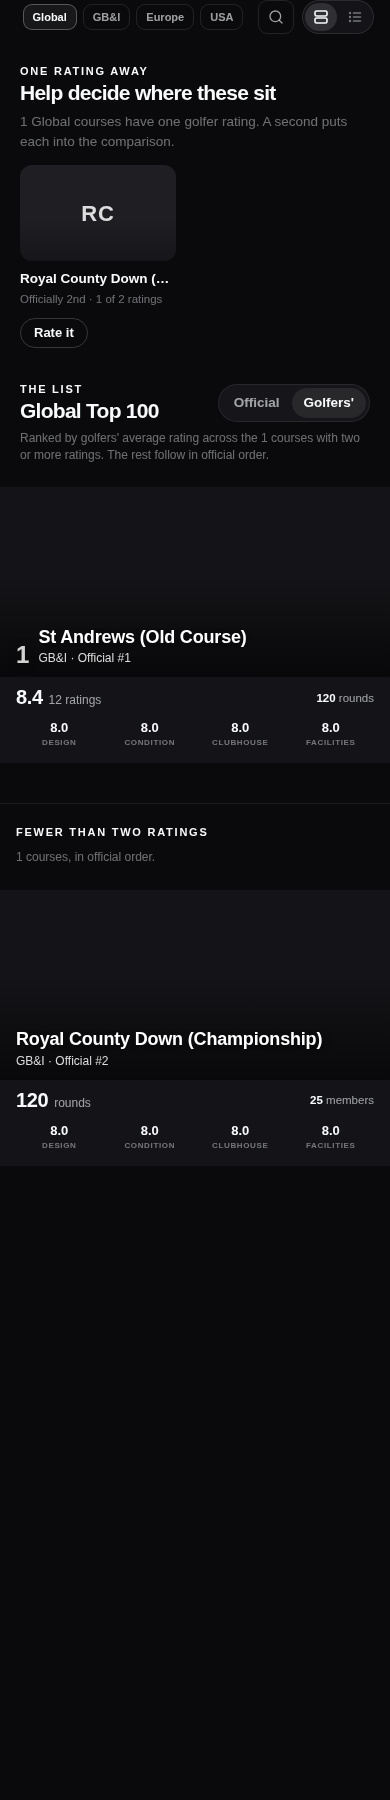 Global GB&I Europe USA
ONE RATING AWAY
Help decide where these sit
1 Global courses have one golfer rating. A second puts
each into the comparison.
RC
Royal County Down (…
Officially 2nd · 1 of 2 ratings
Rate it
THE LIST
Global Top 100
Official Golfers'
Ranked by golfers' average rating across the 1 courses with two
or more ratings. The rest follow in official order.
1 St Andrews (Old Course)
GB&I · Official #1
8.4 12 ratings 120 rounds
8.0 8.0 8.0 8.0
DESIGN CONDITION CLUBHOUSE FACILITIES
FEWER THAN TWO RATINGS
1 courses, in official order.
Royal County Down (Championship)
GB&I · Official #2
120 rounds 25 members
8.0 8.0 8.0 8.0
DESIGN CONDITION CLUBHOUSE FACILITIES